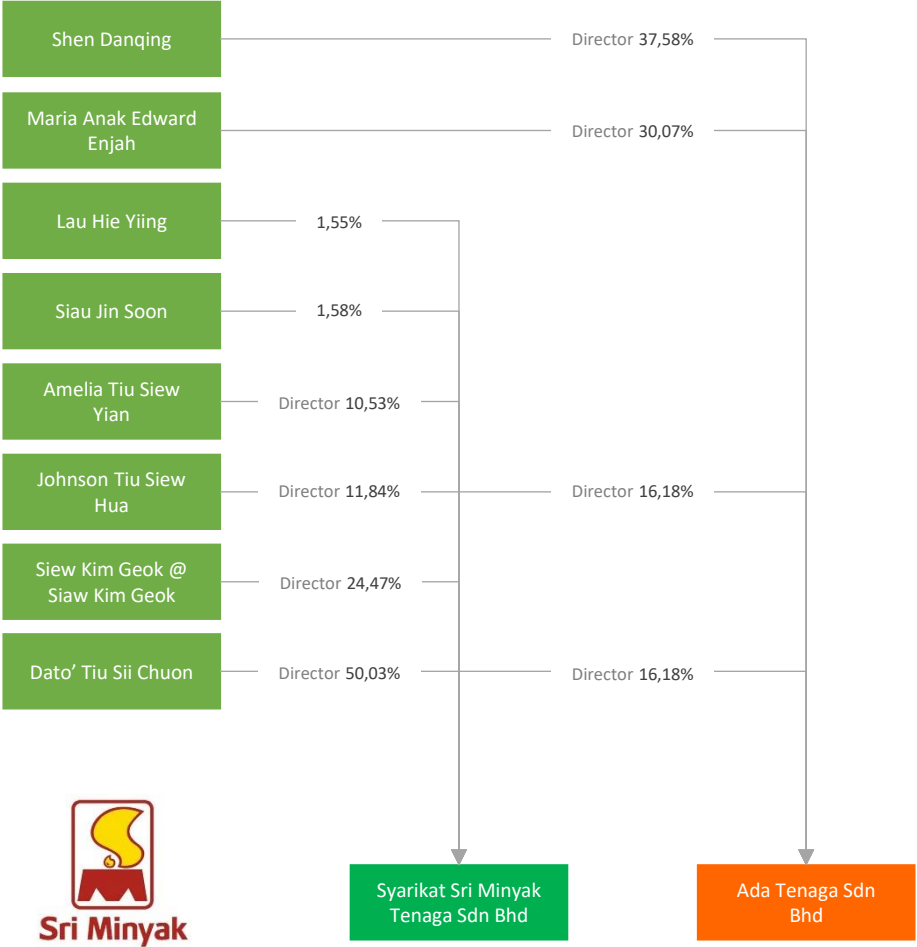 Shen Danqing
Director 37,58%
Maria Anak Edward
Enjah
Director 30,07%
Lau Hie Yiing
1,55%
Siau Jin Soon
1,58%
Amelia Tiu Siew
Yian
Director 10,53%
Johnson Tiu Siew
Hua
Director 11,84%
Director 16,18%
Siew Kim Geok @
Siaw Kim Geok
Director 24,47%
Dato’ Tiu Sii Chuon
Director 50,03%
Director 16,18%
Sri Minyak
Syarikat Sri Minyak
Tenaga Sdn Bhd
Ada Tenaga Sdn
Bhd